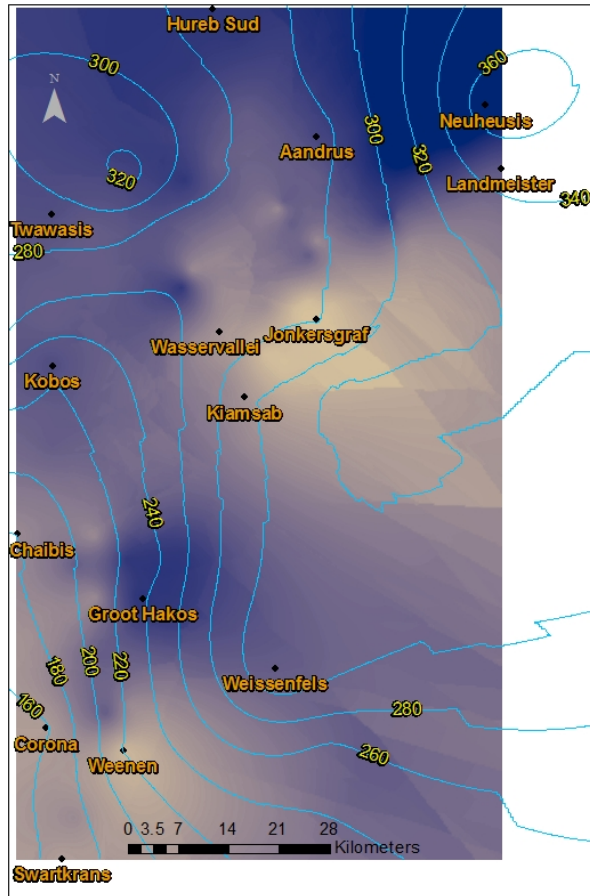 Hureb Sud
300
360
N
Neuheusis
300
Aandrus
320
Landmeister
320
340
Twawasis
280
Wasservallei
Jonkersgraf
Kobos
Kiamsab
240
Chaibis
Groot Hakos
200
180
220
Weissenfels
160
280
Corona
Weenen
260
0 3.5 7 14 21 28
Kilometers
Swartkrans